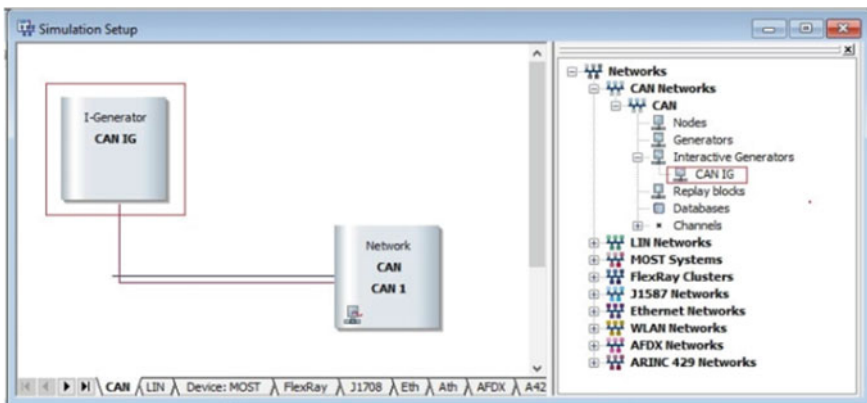 Simulation Setup
I-Generator
CAN IG
Network
CAN
CAN 1
CAN
LIN
Device: MOST
FlexRay
J1708
Eth
Ath
AFDX
A42
Networks
CAN Networks
CAN
Nodes
Generators
Interactive Generators
CAN IG
Replay blocks
Databases
Channels
LIN Networks
MOST Systems
FlexRay Clusters
J1587 Networks
Ethernet Networks
WLAN Networks
AFDX Networks
ARINC 429 Networks